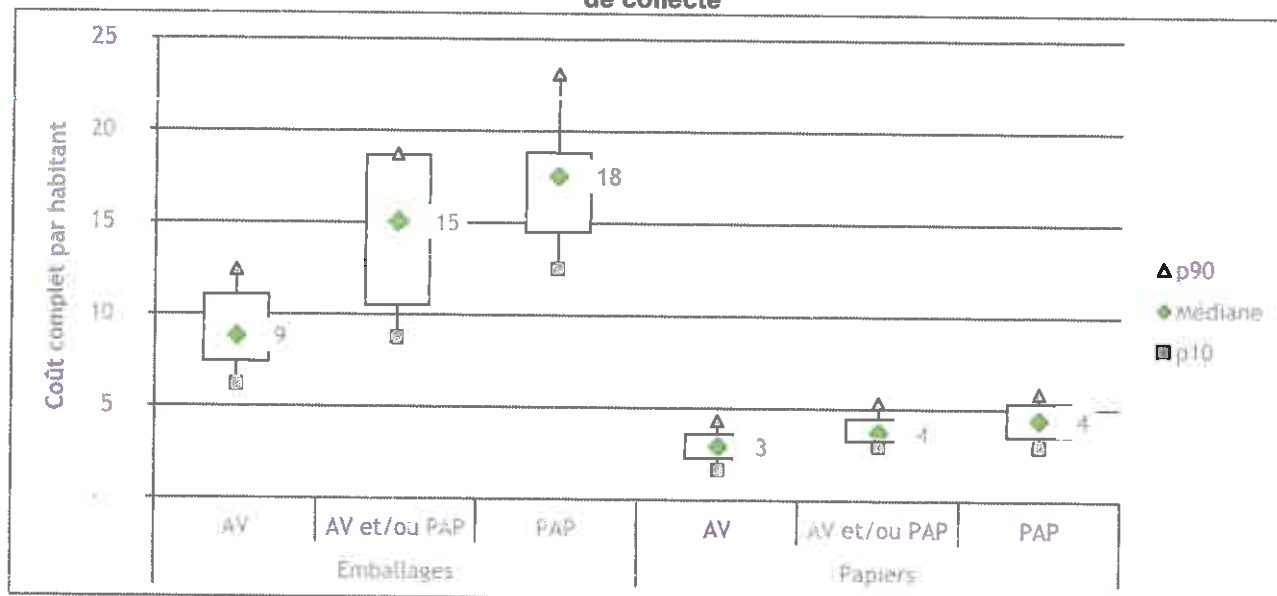 de collecte
25
20
15
10
5
Coût complet par habitant
9
15
18
3
4
4
p90
Médiane
p10
AV
AV et/ou PAP
PAP
AV
AV et/ou PAP
PAP
Emballages
Papiers